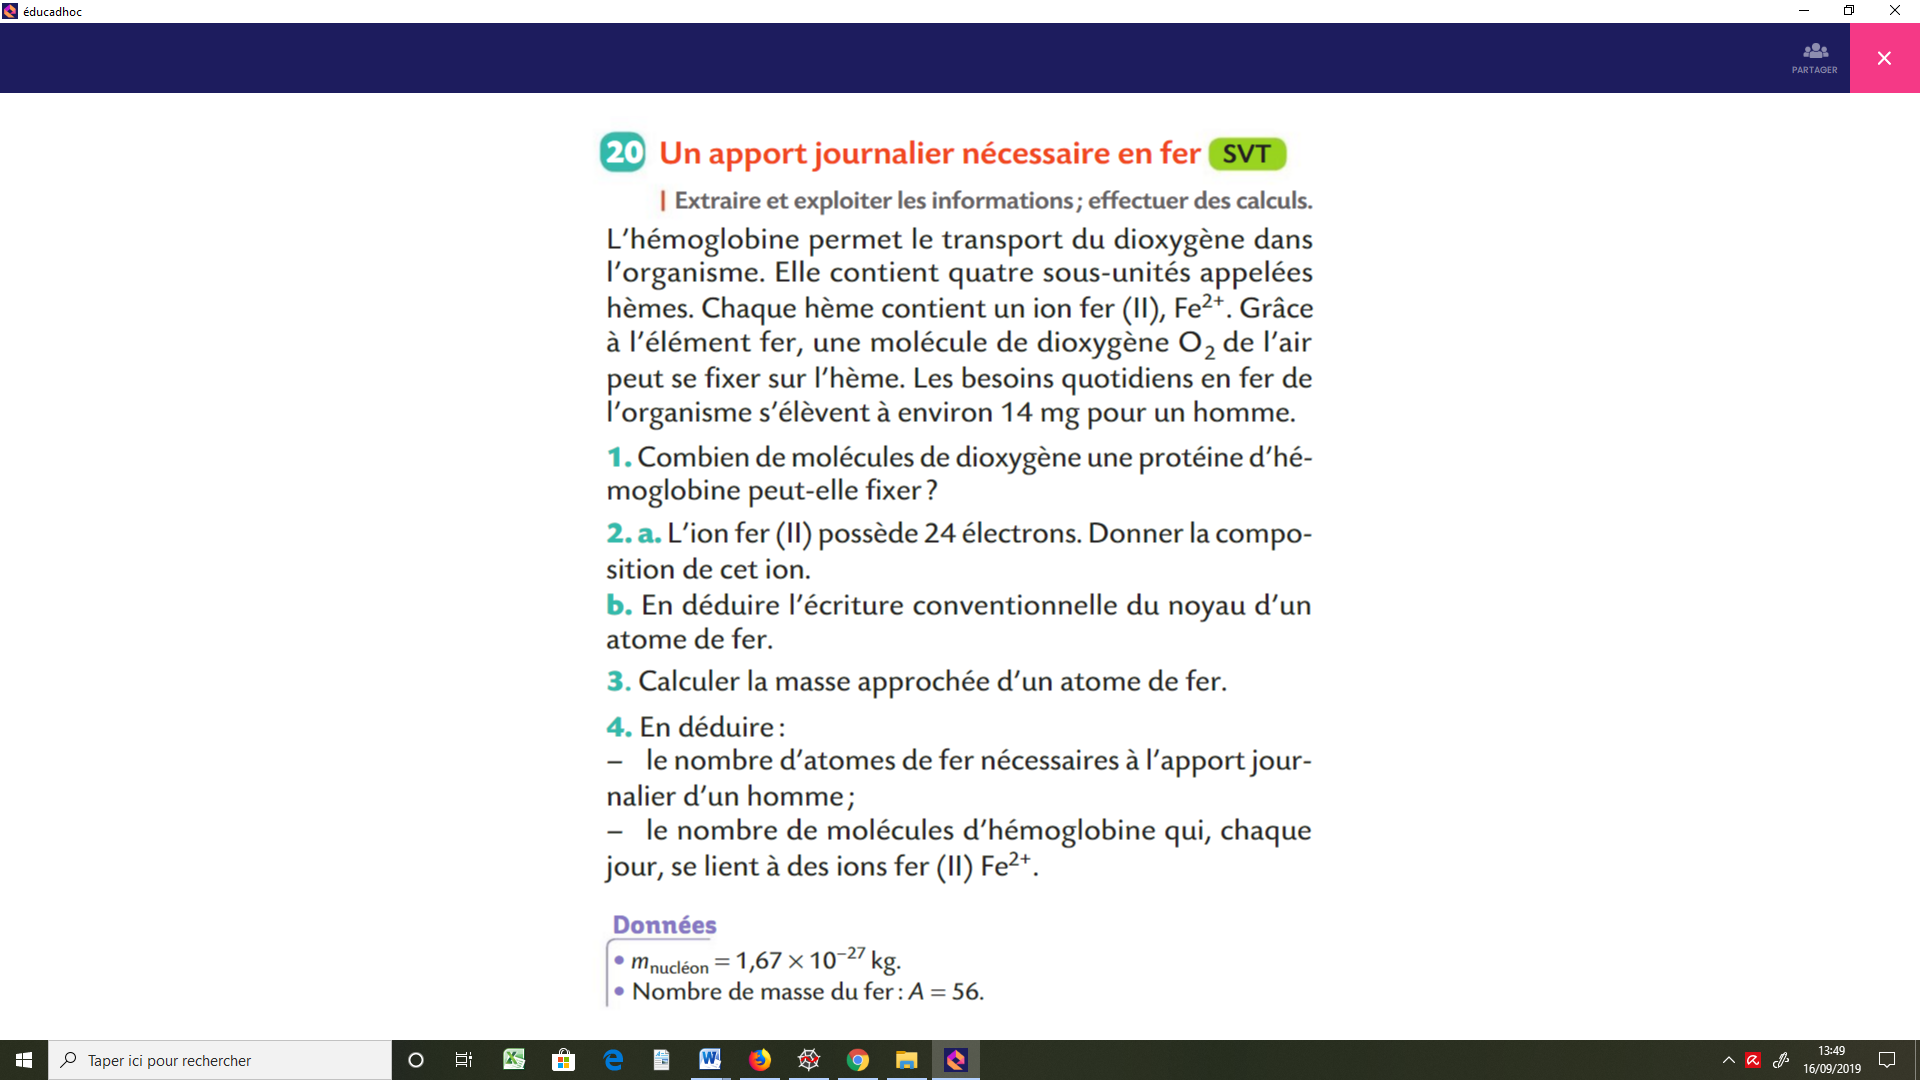 éducadhoc
PARTAGER
20 Un apport journalier nécessaire en fer SVT
Extraire et exploiter les informations ; effectuer des calculs.
L’hémoglobine permet le transport du dioxygène dans
l’organisme. Elle contient quatre sous-unités appelées
hèmes. Chaque hème contient un ion fer (II), Fe²⁺. Grâce
à l’élément fer, une molécule de dioxygène O₂ de l’air
peut se fixer sur l’hème. Les besoins quotidiens en fer de
l’organisme s’élèvent à environ 14 mg pour un homme.
1. Combien de molécules de dioxygène une protéine d’hé-
moglobine peut-elle fixer ?
2. a. L’ion fer (II) possède 24 électrons. Donner la compo-
sition de cet ion.
b. En déduire l’écriture conventionnelle du noyau d’un
atome de fer.
3. Calculer la masse approchée d’un atome de fer.
4. En déduire :
– le nombre d’atomes de fer nécessaires à l’apport jour-
nalier d’un homme ;
– le nombre de molécules d’hémoglobine qui, chaque
jour, se lient à des ions fer (II) Fe²⁺.
Données
• m nucléon = 1,67 × 10⁻²⁷ kg.
• Nombre de masse du fer : A = 56.
Taper ici pour rechercher
13:49
16/09/2019